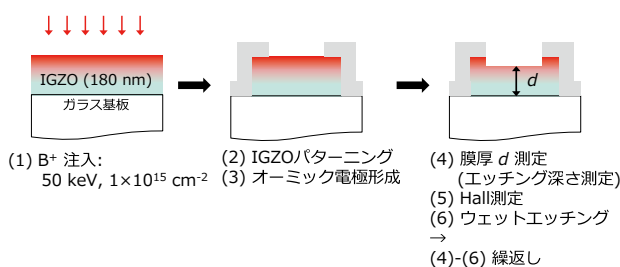 IGZO (180 nm)
ガラス基板
(1) B⁺ 注入:
50 keV, 1×10¹⁵ cm⁻²
(2) IGZOパターニング
(3) オーミック電極形成
d
(4) 膜厚 d 測定
(エッチング深さ測定)
(5) Hall測定
(6) ウェットエッチング
→
(4)-(6) 繰返し